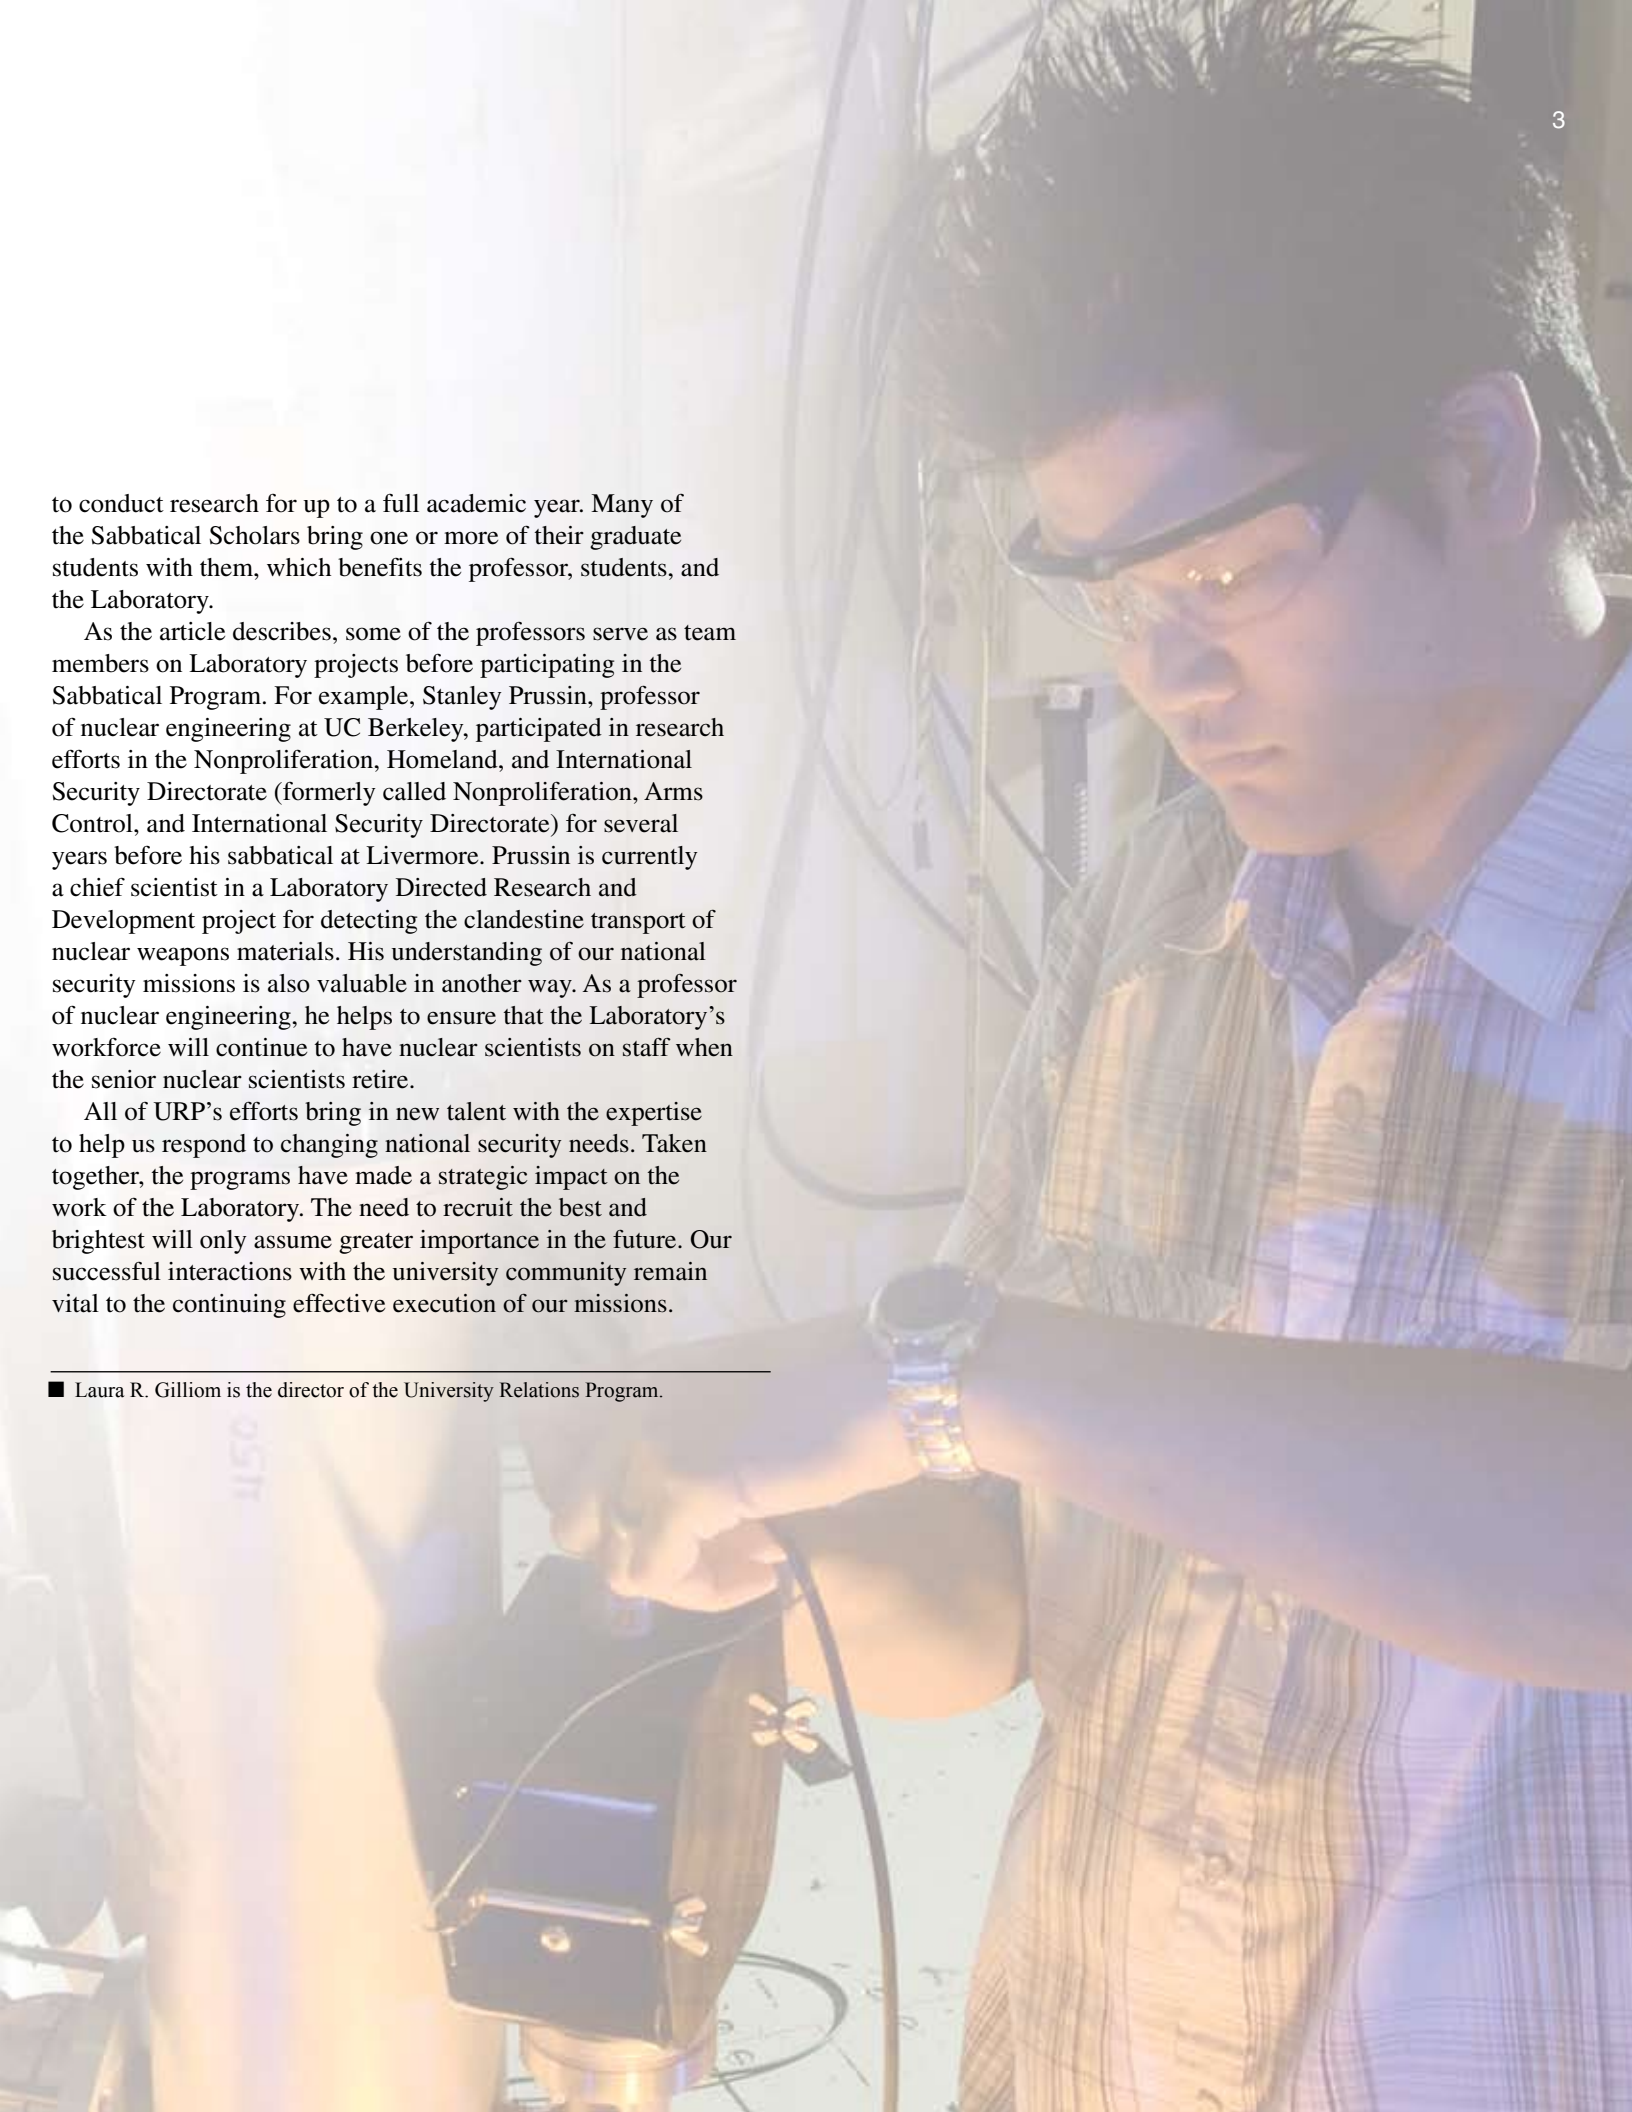 3
to conduct research for up to a full academic year. Many of
the Sabbatical Scholars bring one or more of their graduate
students with them, which benefits the professor, students, and
the Laboratory.
As the article describes, some of the professors serve as team
members on Laboratory projects before participating in the
Sabbatical Program. For example, Stanley Prussin, professor
of nuclear engineering at UC Berkeley, participated in research
efforts in the Nonproliferation, Homeland, and International
Security Directorate (formerly called Nonproliferation, Arms
Control, and International Security Directorate) for several
years before his sabbatical at Livermore. Prussin is currently
a chief scientist in a Laboratory Directed Research and
Development project for detecting the clandestine transport of
nuclear weapons materials. His understanding of our national
security missions is also valuable in another way. As a professor
of nuclear engineering, he helps to ensure that the Laboratory’s
workforce will continue to have nuclear scientists on staff when
the senior nuclear scientists retire.
All of URP’s efforts bring in new talent with the expertise
to help us respond to changing national security needs. Taken
together, the programs have made a strategic impact on the
work of the Laboratory. The need to recruit the best and
brightest will only assume greater importance in the future. Our
successful interactions with the university community remain
vital to the continuing effective execution of our missions.
■ Laura R. Gilliom is the director of the University Relations Program.